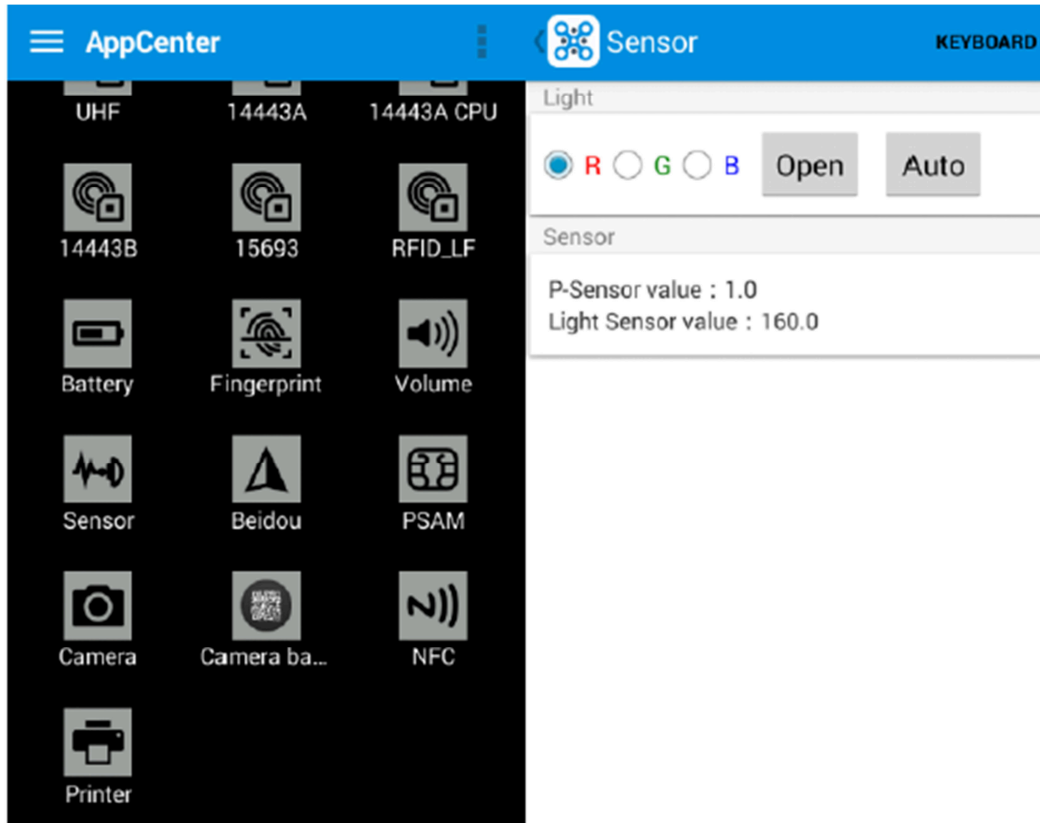 AppCenter
UHF 14443A 14443A CPU
14443B 15693 RFID_LF
Battery Fingerprint Volume
Sensor Beidou PSAM
Camera Camera ba...
NFC
Printer
Sensor KEYBOARD
Light
R G B Open Auto
Sensor
P-Sensor value : 1.0
Light Sensor value : 160.0